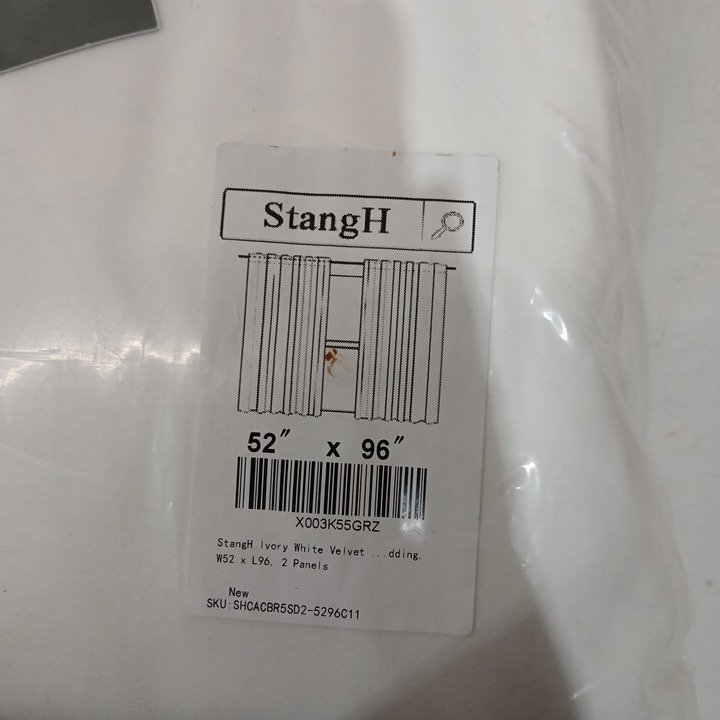 StangH
52" x 96"
X003K55GRZ
StangH Ivory White Velvet ...dding,
W52 x L96, 2 Panels
New
SKU:SHCACBR5SD2-5296C11